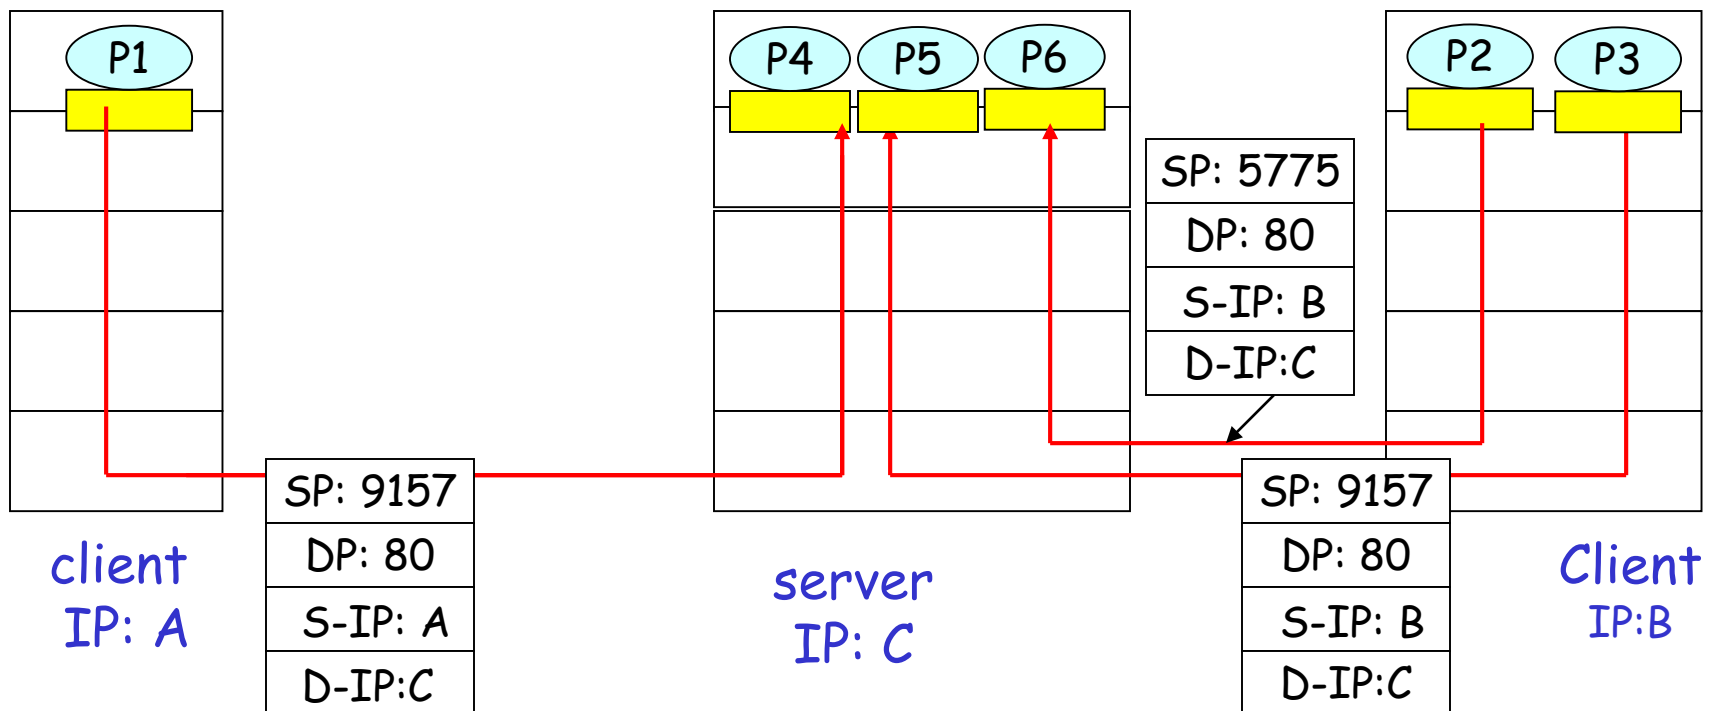 P1
P4
P5
P6
P2
P3
SP: 5775
DP: 80
S-IP: B
D-IP:C
SP: 9157
DP: 80
S-IP: A
D-IP:C
SP: 9157
DP: 80
S-IP: B
D-IP:C
client
IP: A
server
IP: C
Client
IP:B